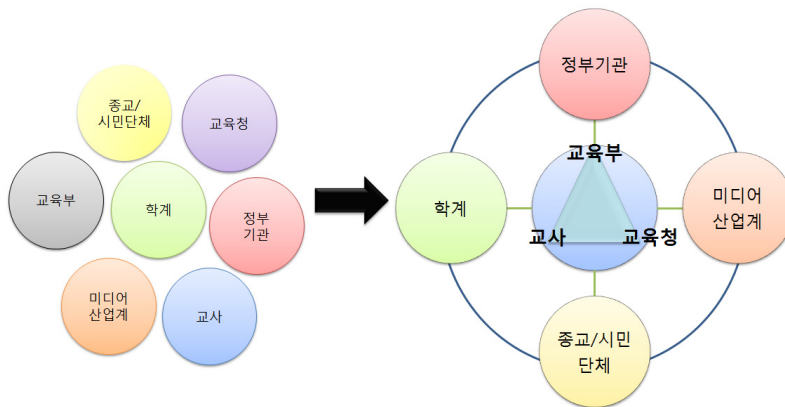 종교/
시민단체
교육청
교육부
학계
정부
기관
미디어
산업계
교사
정부기관
교육부
학계
미디어
산업계
교사
교육청
종교/시민
단체